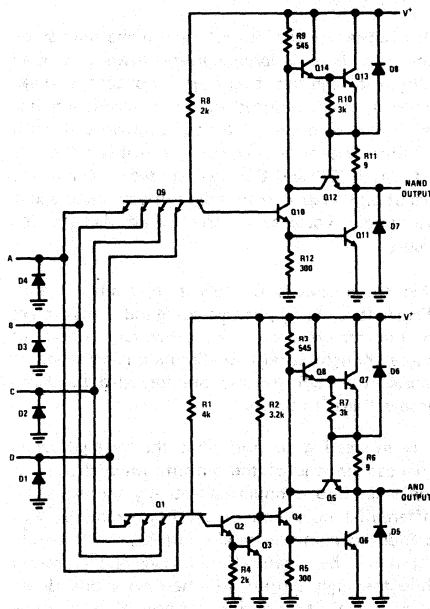 V+
R9
545
Q14
Q13
D8
R8
2k
R10
3k
R11
9
NAND
OUTPUT
Q9
Q12
Q10
Q11
D7
R12
300
A
D4
B
D3
C
D2
D
D1
V+
R3
545
Q8
Q7
D6
R1
4k
R2
3.2k
R7
3k
R6
9
AND
OUTPUT
Q1
Q5
Q2
Q4
Q3
Q6
D5
R4
2k
R5
300